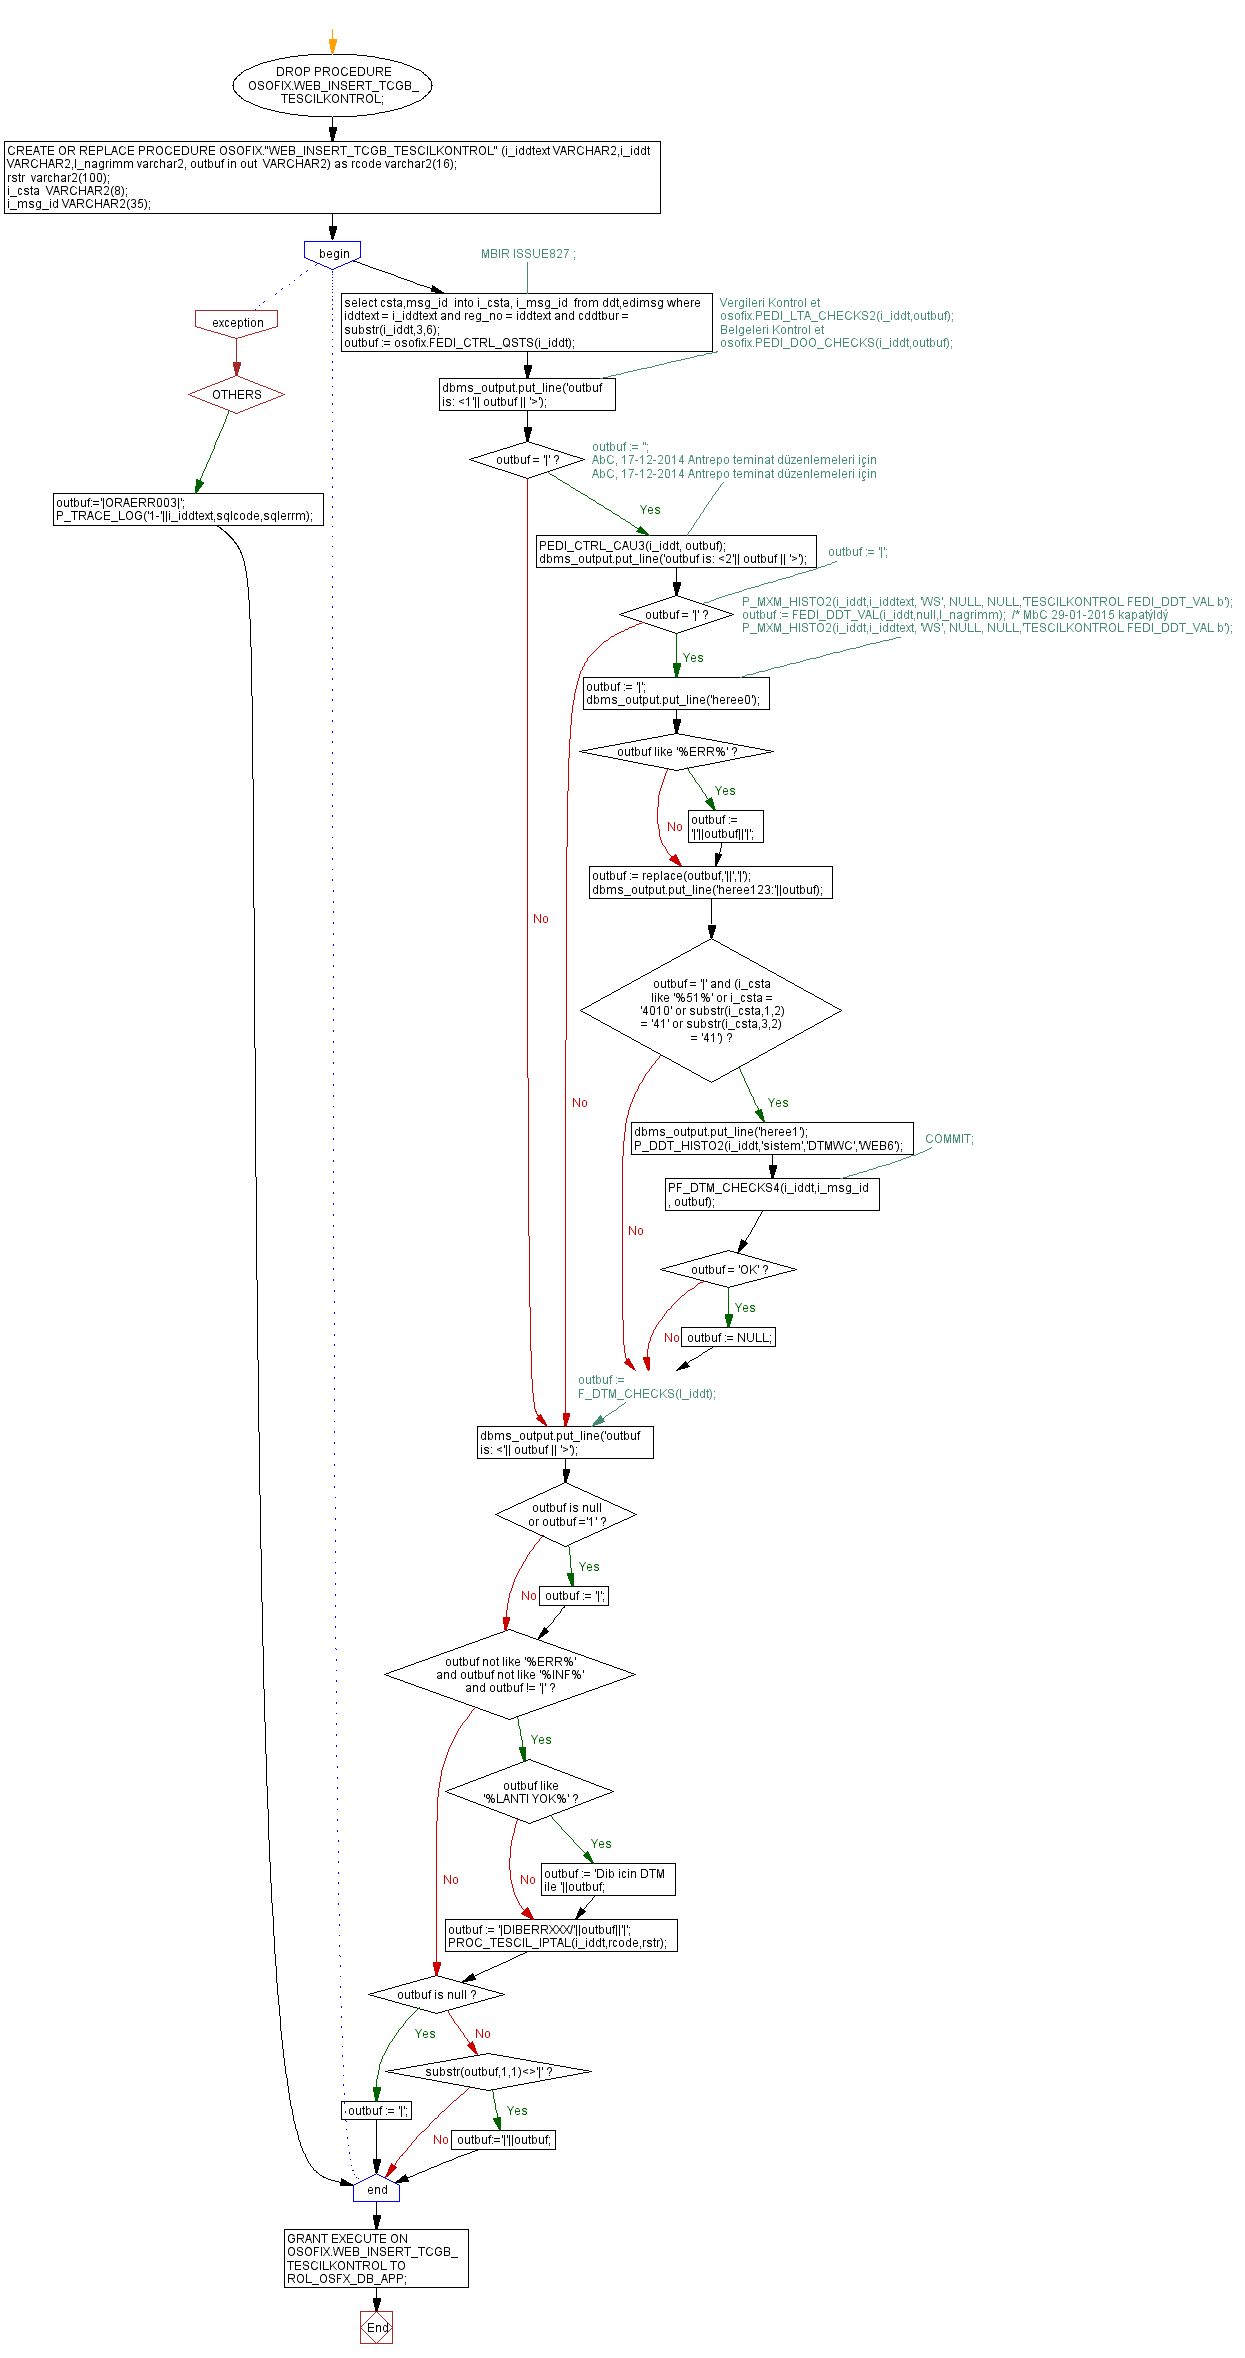 DROP PROCEDURE
OSOFIX.WEB_INSERT_TCGB_
TESCILKONTROL;
CREATE OR REPLACE PROCEDURE OSOFIX."WEB_INSERT_TCGB_TESCILKONTROL" (i_iddtext VARCHAR2,i_iddt
VARCHAR2,I_nagrimm varchar2, outbuf in out  VARCHAR2) as rcode varchar2(16);
rstr  varchar2(100);
i_csta  VARCHAR2(8);
i_msg_id VARCHAR2(35);
begin
MBIR ISSUE827 ;
exception
select csta,msg_id  into i_csta, i_msg_id  from ddt,edimsg where
iddtext = i_iddtext and reg_no = iddtext and cddtbur =
substr(i_iddt,3,6);
outbuf := osofix.FEDI_CTRL_QSTS(i_iddt);
Vergileri Kontrol et
osofix.PEDI_LTA_CHECKS2(i_iddt,outbuf);
Belgeleri Kontrol et
osofix.PEDI_DOO_CHECKS(i_iddt,outbuf);
OTHERS
dbms_output.put_line('outbuf
is: <1'|| outbuf || '>');
outbuf = '|' ?
outbuf := '';
AbC, 17-12-2014 Antrepo teminat düzenlemeleri için
AbC, 17-12-2014 Antrepo teminat düzenlemeleri için
Yes
outbuf:='|ORAERR003|';
P_TRACE_LOG('1-'||i_iddtext,sqlcode,sqlerrm);
PEDI_CTRL_CAU3(i_iddt, outbuf);
dbms_output.put_line('outbuf is: <2'|| outbuf || '>');
outbuf := '|';
outbuf = '|' ?
P_MXM_HISTO2(i_iddt,i_iddtext, 'WS', NULL, NULL,'TESCILKONTROL FEDI_DDT_VAL b');
outbuf := FEDI_DDT_VAL(i_iddt,null,I_nagrimm);  /* MbC 29-01-2015 kapatýldý
P_MXM_HISTO2(i_iddt,i_iddtext, 'WS', NULL, NULL,'TESCILKONTROL FEDI_DDT_VAL b');
Yes
outbuf := '|';
dbms_output.put_line('heree0');
outbuf like '%ERR%' ?
Yes
No
outbuf :=
'|'||outbuf||'|';
outbuf := replace(outbuf,'||','|');
dbms_output.put_line('heree123:'||outbuf);
No
outbuf = '|' and (i_csta
like '%51%' or i_csta =
'4010' or substr(i_csta,1,2)
= '41' or substr(i_csta,3,2)
= '41') ?
No
Yes
dbms_output.put_line('heree1');
P_DDT_HISTO2(i_iddt,'sistem','DTMWC','WEB6');
COMMIT;
PF_DTM_CHECKS4(i_iddt,i_msg_id
, outbuf);
No
outbuf = 'OK' ?
Yes
No
outbuf := NULL;
outbuf :=
F_DTM_CHECKS(I_iddt);
dbms_output.put_line('outbuf
is: <'|| outbuf || '>');
outbuf is null
or outbuf ='1' ?
Yes
No
outbuf := '|';
outbuf not like '%ERR%'
and outbuf not like '%INF%'
and outbuf != '|' ?
Yes
outbuf like
'%LANTI YOK%' ?
Yes
No
No
outbuf := 'Dib icin DTM
ile '||outbuf;
outbuf := '|DIBERRXXX/'||outbuf||'|';
PROC_TESCIL_IPTAL(i_iddt,rcode,rstr);
outbuf is null ?
Yes
No
substr(outbuf,1,1)<>'|' ?
outbuf := '|';
Yes
No
outbuf:='|'||outbuf;
end
GRANT EXECUTE ON
OSOFIX.WEB_INSERT_TCGB_
TESCILKONTROL TO
ROL_OSFX_DB_APP;
End